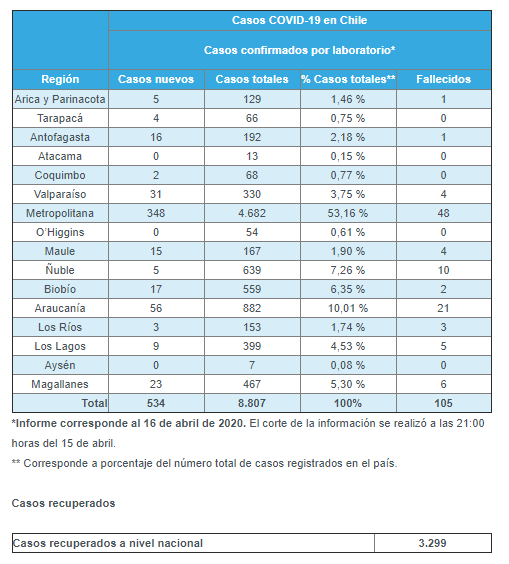 Casos COVID-19 en Chile
Casos confirmados por laboratorio*
Región Casos nuevos Casos totales % Casos totales** Fallecidos
Arica y Parinacota 5 129 1,46 % 1
Tarapacá 4 66 0,75 % 0
Antofagasta 16 192 2,18 % 1
Atacama 0 13 0,15 % 0
Coquimbo 2 68 0,77 % 0
Valparaíso 31 330 3,75 % 4
Metropolitana 348 4.682 53,16 % 48
O’Higgins 0 54 0,61 % 0
Maule 15 167 1,90 % 4
Ñuble 5 639 7,26 % 10
Biobío 17 559 6,35 % 2
Araucanía 56 882 10,01 % 21
Los Ríos 3 153 1,74 % 3
Los Lagos 9 399 4,53 % 5
Aysén 0 7 0,08 % 0
Magallanes 23 467 5,30 % 6
Total 534 8.807 100% 105
*Informe corresponde al 16 de abril de 2020. El corte de la información se realizó a las 21:00
horas del 15 de abril.
** Corresponde a porcentaje del número total de casos registrados en el país.
Casos recuperados
Casos recuperados a nivel nacional 3.299